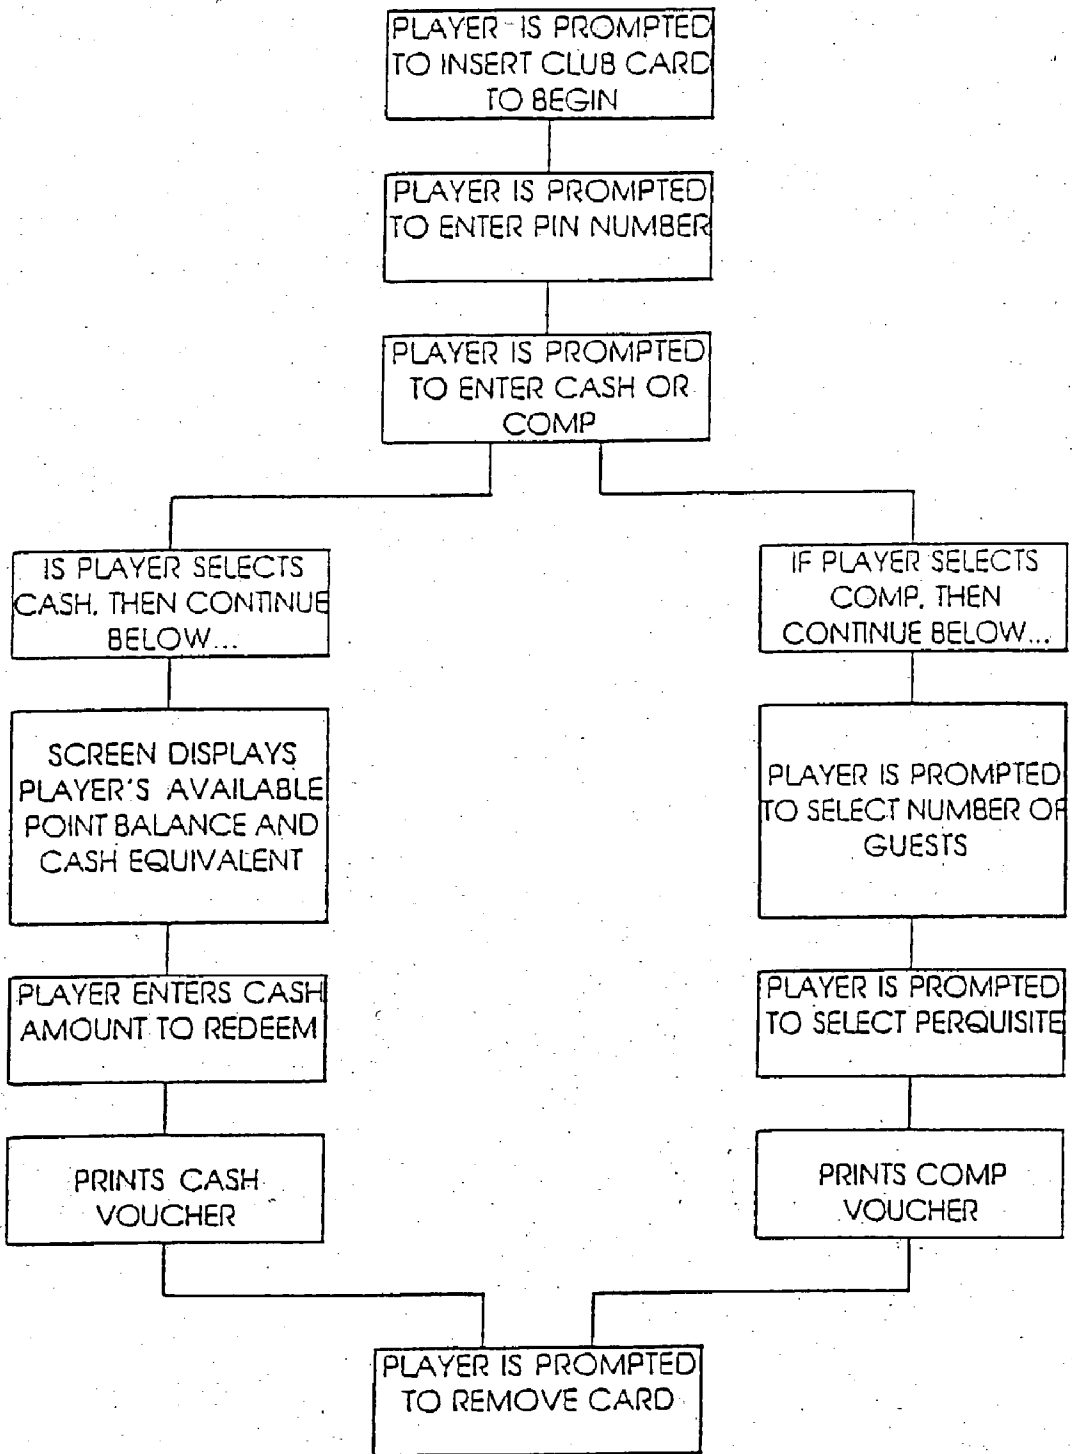 PLAYER IS PROMPTED
TO INSERT CLUB CARD
TO BEGIN
PLAYER IS PROMPTED
TO ENTER PIN NUMBER
PLAYER IS PROMPTED
TO ENTER CASH OR
COMP
IS PLAYER SELECTS
CASH, THEN CONTINUE
BELOW...
SCREEN DISPLAYS
PLAYER'S AVAILABLE
POINT BALANCE AND
CASH EQUIVALENT
PLAYER ENTERS CASH
AMOUNT TO REDEEM
PRINTS CASH
VOUCHER
IF PLAYER SELECTS
COMP, THEN
CONTINUE BELOW...
PLAYER IS PROMPTED
TO SELECT NUMBER OF
GUESTS
PLAYER IS PROMPTED
TO SELECT PERQUISITE
PRINTS COMP
VOUCHER
PLAYER IS PROMPTED
TO REMOVE CARD